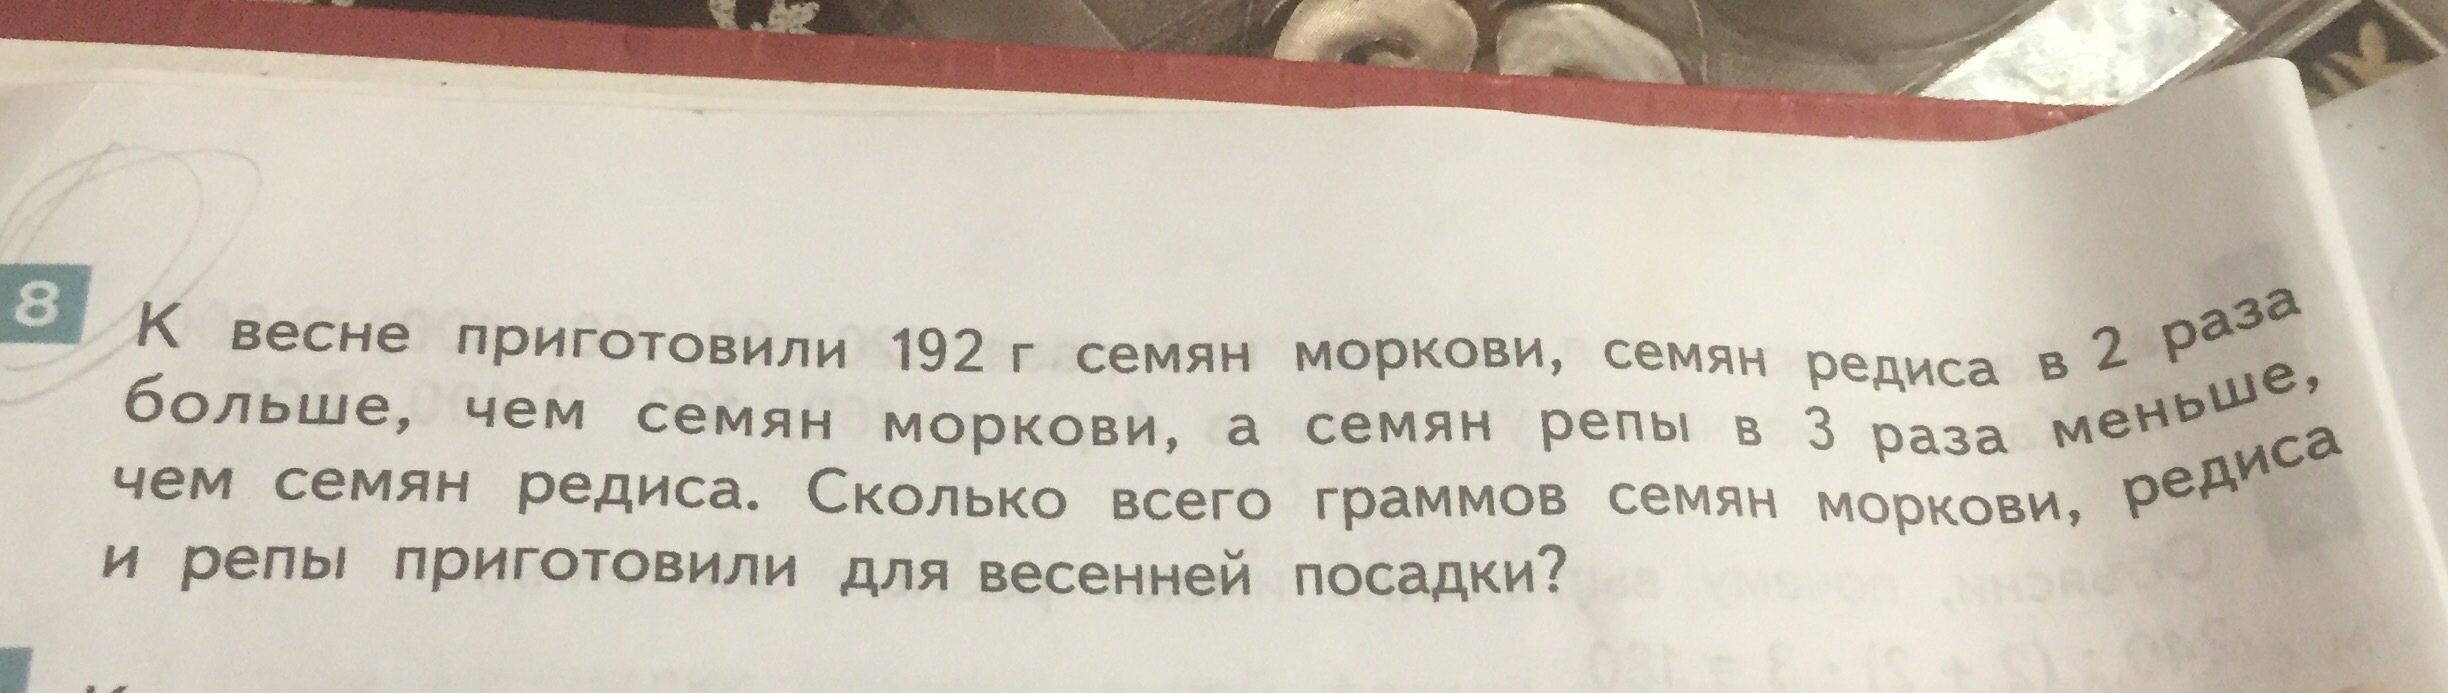 8 К весне приготовили 192 г семян моркови, семян редиса в 2 раза
больше, чем семян моркови, а семян репы в 3 раза меньше,
чем семян редиса. Сколько всего граммов семян моркови, редиса
и репы приготовили для весенней посадки?